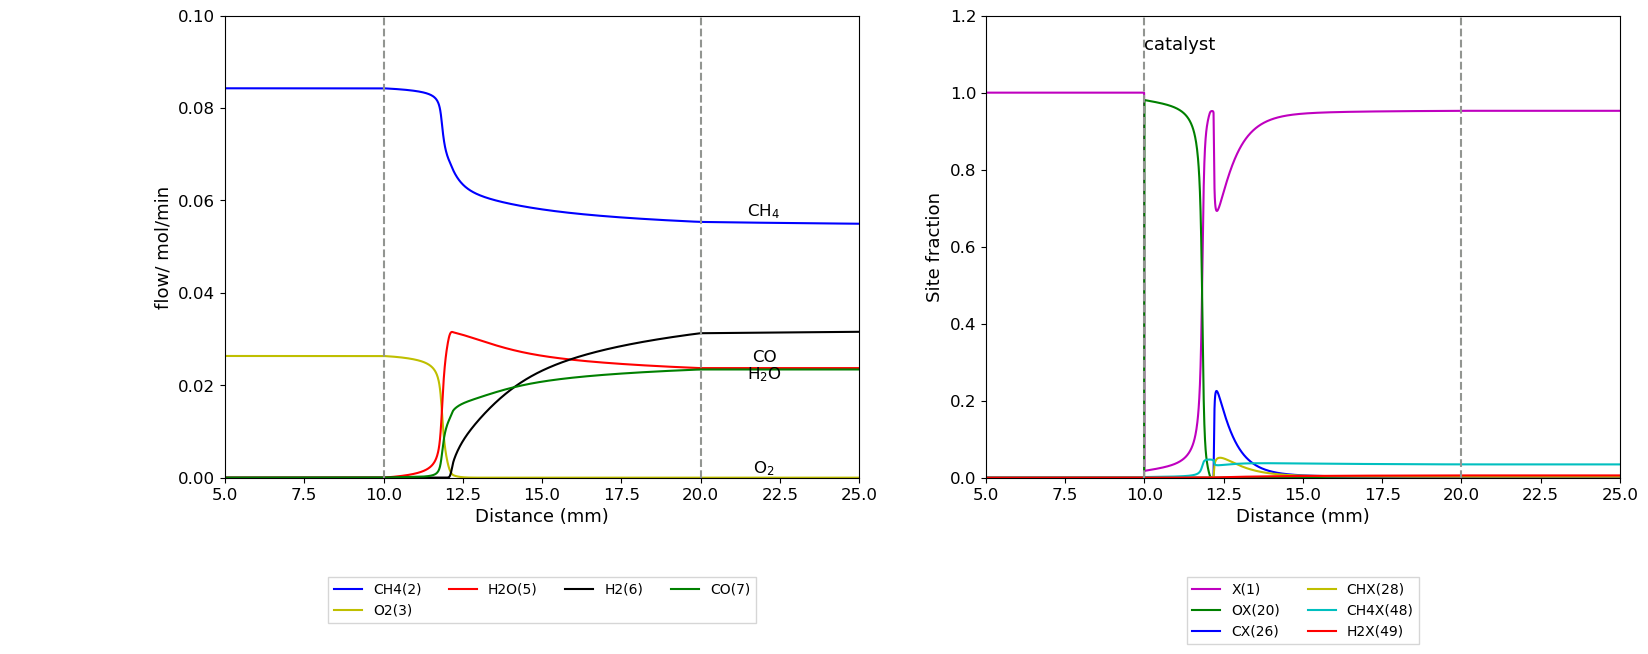 0.10
0.08
0.06
0.04
0.02
0.00
flow/ mol/min
CH4
CO
H2O
O2
5.0 7.5 10.0 12.5 15.0 17.5 20.0 22.5 25.0
Distance (mm)
CH4(2) H2O(5) H2(6) CO(7)
O2(3)
1.2
1.0
0.8
0.6
0.4
0.2
0.0
Site fraction
catalyst
5.0 7.5 10.0 12.5 15.0 17.5 20.0 22.5 25.0
Distance (mm)
X(1) CHX(28)
OX(20) CH4X(48)
CX(26) H2X(49)